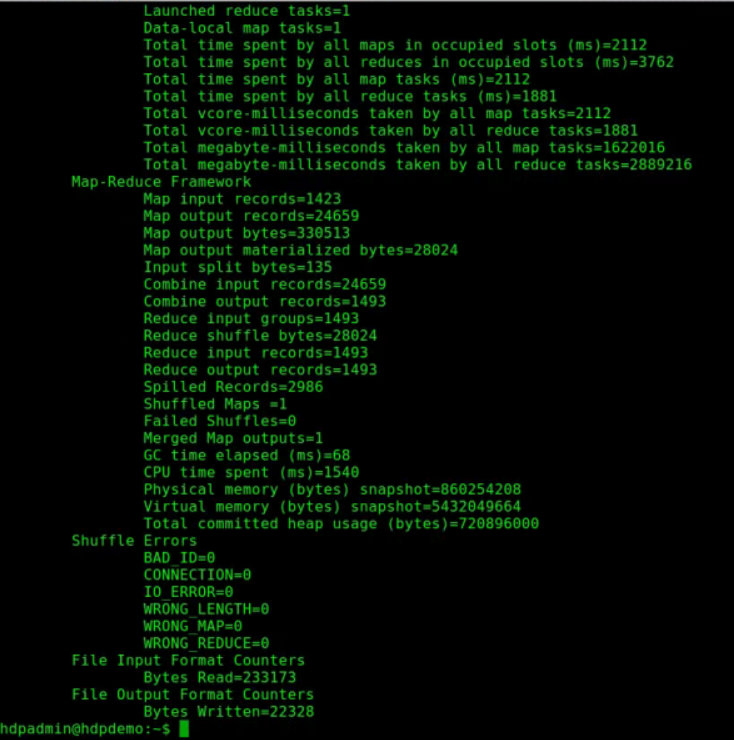 Launched reduce tasks=1
Data-local map tasks=1
Total time spent by all maps in occupied slots (ms)=2112
Total time spent by all reduces in occupied slots (ms)=3762
Total time spent by all map tasks (ms)=2112
Total time spent by all reduce tasks (ms)=1881
Total vcore-milliseconds taken by all map tasks=2112
Total vcore-milliseconds taken by all reduce tasks=1881
Total megabyte-milliseconds taken by all map tasks=1622016
Total megabyte-milliseconds taken by all reduce tasks=2889216
Map-Reduce Framework
Map input records=1423
Map output records=24659
Map output bytes=330513
Map output materialized bytes=28024
Input split bytes=135
Combine input records=24659
Combine output records=1493
Reduce input groups=1493
Reduce shuffle bytes=28024
Reduce input records=1493
Reduce output records=1493
Spilled Records=2986
Shuffled Maps =1
Failed Shuffles=0
Merged Map outputs=1
GC time elapsed (ms)=68
CPU time spent (ms)=1540
Physical memory (bytes) snapshot=860254208
Virtual memory (bytes) snapshot=5432049664
Total committed heap usage (bytes)=720896000
Shuffle Errors
BAD_ID=0
CONNECTION=0
IO_ERROR=0
WRONG_LENGTH=0
WRONG_MAP=0
WRONG_REDUCE=0
File Input Format Counters
Bytes Read=233173
File Output Format Counters
Bytes Written=22328
hdpadmin@hdpdemo:~$